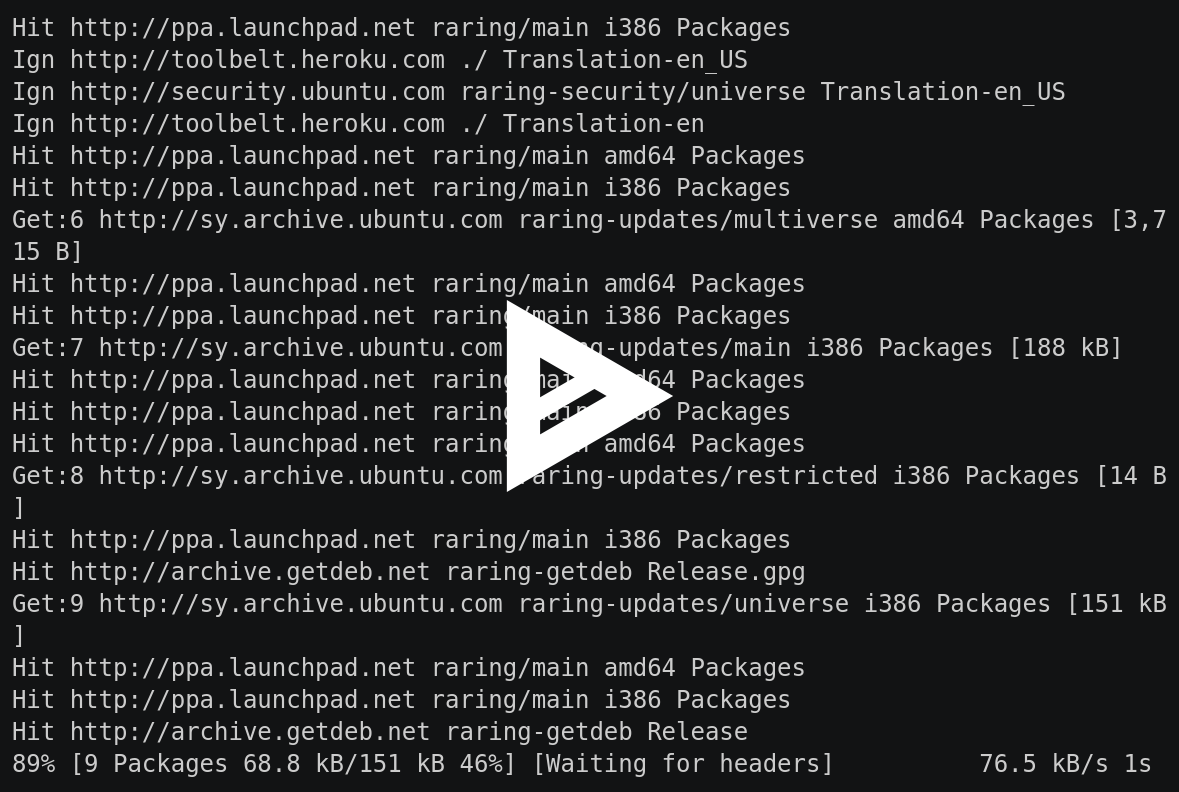 Hit http://ppa.launchpad.net raring/main i386 Packages
Ign http://toolbelt.heroku.com ./ Translation-en_US
Ign http://security.ubuntu.com raring-security/universe Translation-en_US
Ign http://toolbelt.heroku.com ./ Translation-en
Hit http://ppa.launchpad.net raring/main amd64 Packages
Hit http://ppa.launchpad.net raring/main i386 Packages
Get:6 http://sy.archive.ubuntu.com raring-updates/multiverse amd64 Packages [3,7
15 B]
Hit http://ppa.launchpad.net raring/main amd64 Packages
Hit http://ppa.launchpad.net raring/main i386 Packages
Get:7 http://sy.archive.ubuntu.com raring-updates/main i386 Packages [188 kB]
Hit http://ppa.launchpad.net raring/main amd64 Packages
Hit http://ppa.launchpad.net raring/main i386 Packages
Hit http://ppa.launchpad.net raring/main amd64 Packages
Get:8 http://sy.archive.ubuntu.com raring-updates/restricted i386 Packages [14 B
]
Hit http://ppa.launchpad.net raring/main i386 Packages
Hit http://archive.getdeb.net raring-getdeb Release.gpg
Get:9 http://sy.archive.ubuntu.com raring-updates/universe i386 Packages [151 kB
]
Hit http://ppa.launchpad.net raring/main amd64 Packages
Hit http://ppa.launchpad.net raring/main i386 Packages
Hit http://archive.getdeb.net raring-getdeb Release
89% [9 Packages 68.8 kB/151 kB 46%] [Waiting for headers] 76.5 kB/s 1s